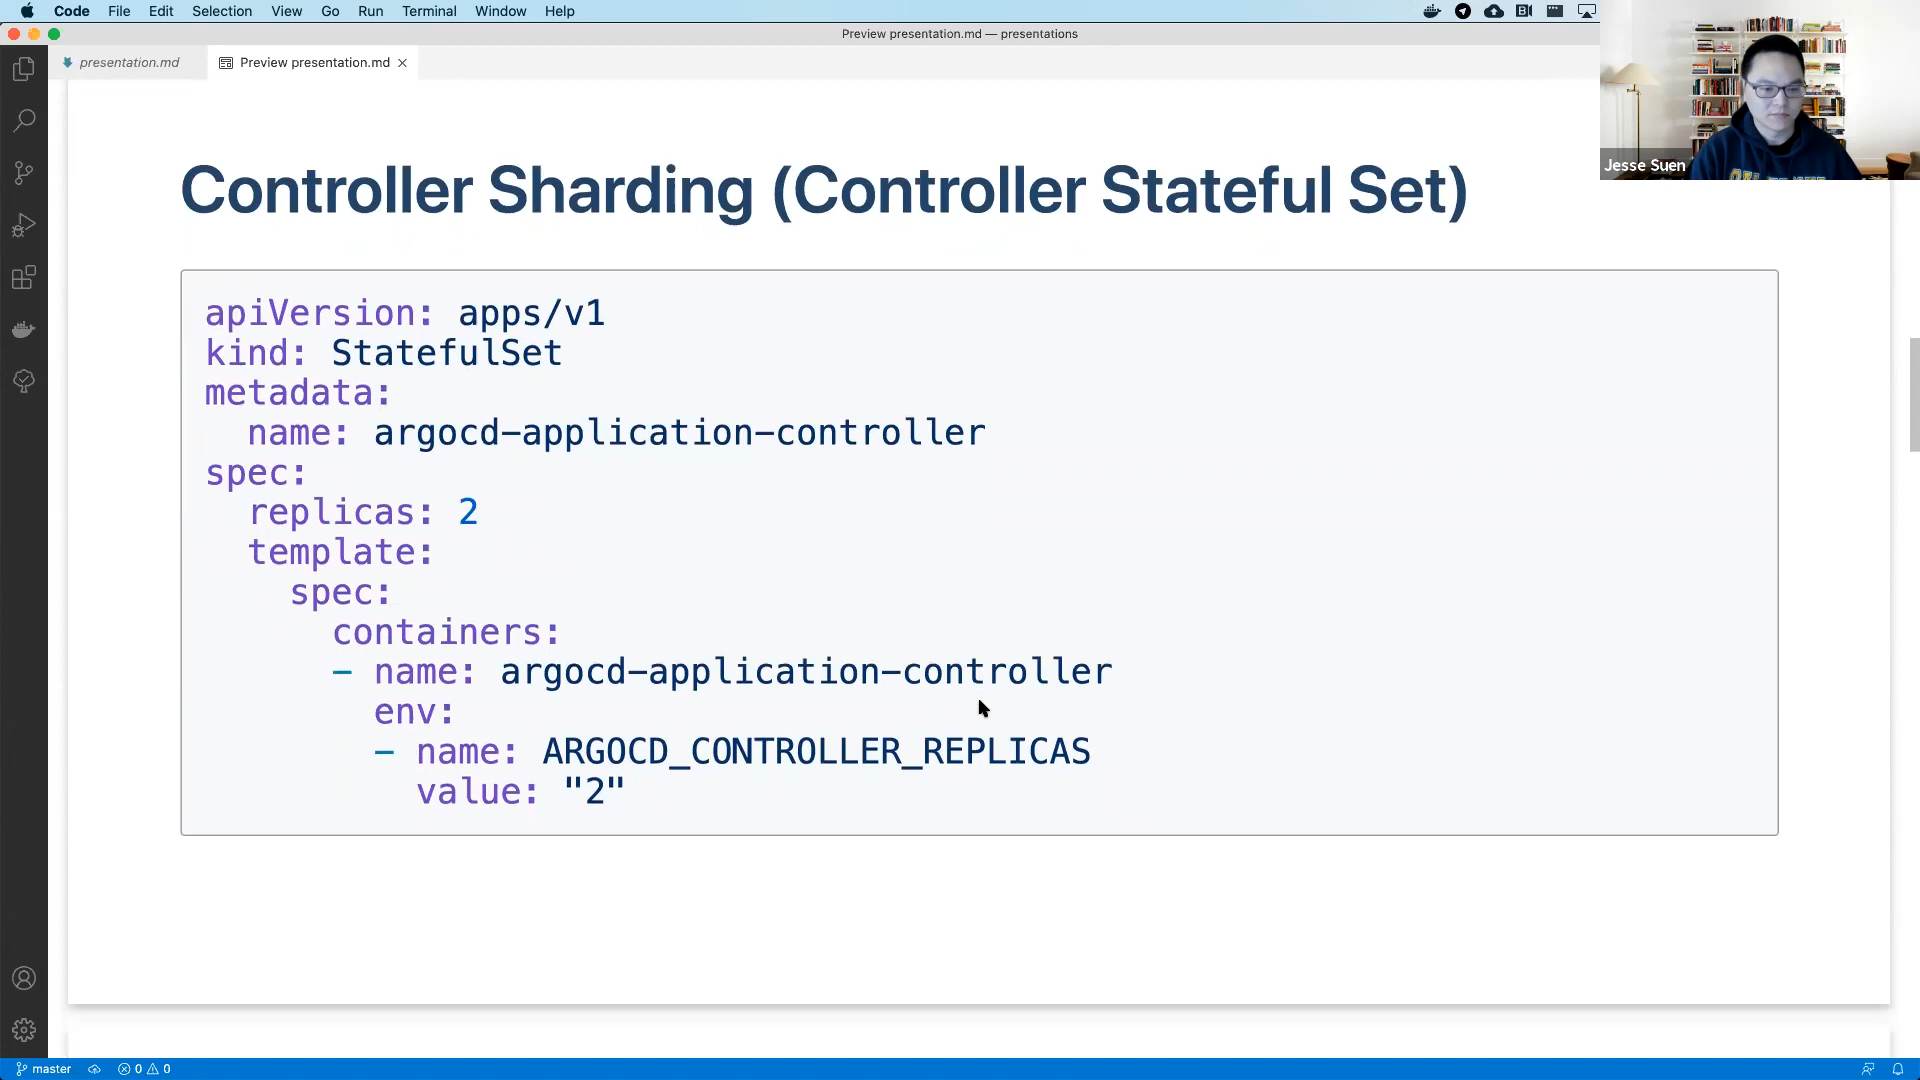 Code File Edit Selection View Go Run Terminal Window Help
Preview presentation.md — presentations
presentation.md
Preview presentation.md
Jesse Suen
Controller Sharding (Controller Stateful Set)
apiVersion: apps/v1
kind: StatefulSet
metadata:
  name: argocd-application-controller
spec:
  replicas: 2
  template:
    spec:
      containers:
      - name: argocd-application-controller
        env:
        - name: ARGOCD_CONTROLLER_REPLICAS
          value: "2"
master 0 0